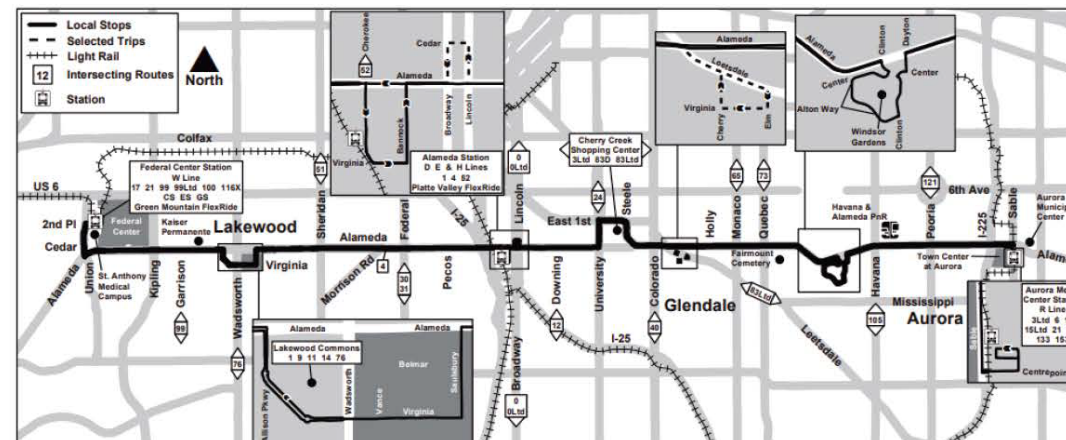 Local Stops
Selected Trips
Light Rail
12 Intersecting Routes
Station
North
Colfax
US 6
2nd Pl
Cedar
Federal Center Station
W Line
17 21 99 99Ltd 100 116X
CS ES GS
Green Mountain FlexRide
Federal
Center
Kaiser
Permanente
Lakewood
St. Anthony
Medical
Campus
Alameda
Union
Kipling
Garrison
99
Wadsworth
76
Virginia
51
Sheridan
Alameda
Morrison Rd
4
Federal
30
31
Pecos
Cherokee
52
Cedar
Alameda
Bannock
Broadway
Lincoln
Virginia
Alameda Station
D E & H Lines
1 4 52
Platte Valley FlexRide
I-25
0
0Ltd
Lincoln
Broadway
0
0Ltd
Alameda
Alameda
Lakewood Commons
1 9 11 14 76
Allison Pkwy
Wadsworth
Vance
Belmar
Virginia
Saulsbury
Downing
12
I-25
Cherry Creek
Shopping Center
3Ltd 83D 83Ltd
24
Steele
East 1st
University
Colorado
40
Glendale
Alameda
Leetsdale
Virginia
Cherry
Elm
Holly
65
Monaco
73
Quebec
Fairmount
Cemetery
83Ltd
Leetsdale
Alameda
Clinton
Dayton
Center
Center
Alton Way
Windsor
Gardens
Clinton
Havana &
Alameda PnR
Havana
105
121
Peoria
6th Ave
I-225
Sable
Aurora
Munici
Center
Town Center
at Aurora
Alam
Mississippi
Aurora
Aurora Me
Center Stat
R Line
3Ltd 6
15Ltd 21
133 15
Sable
Centrepoin